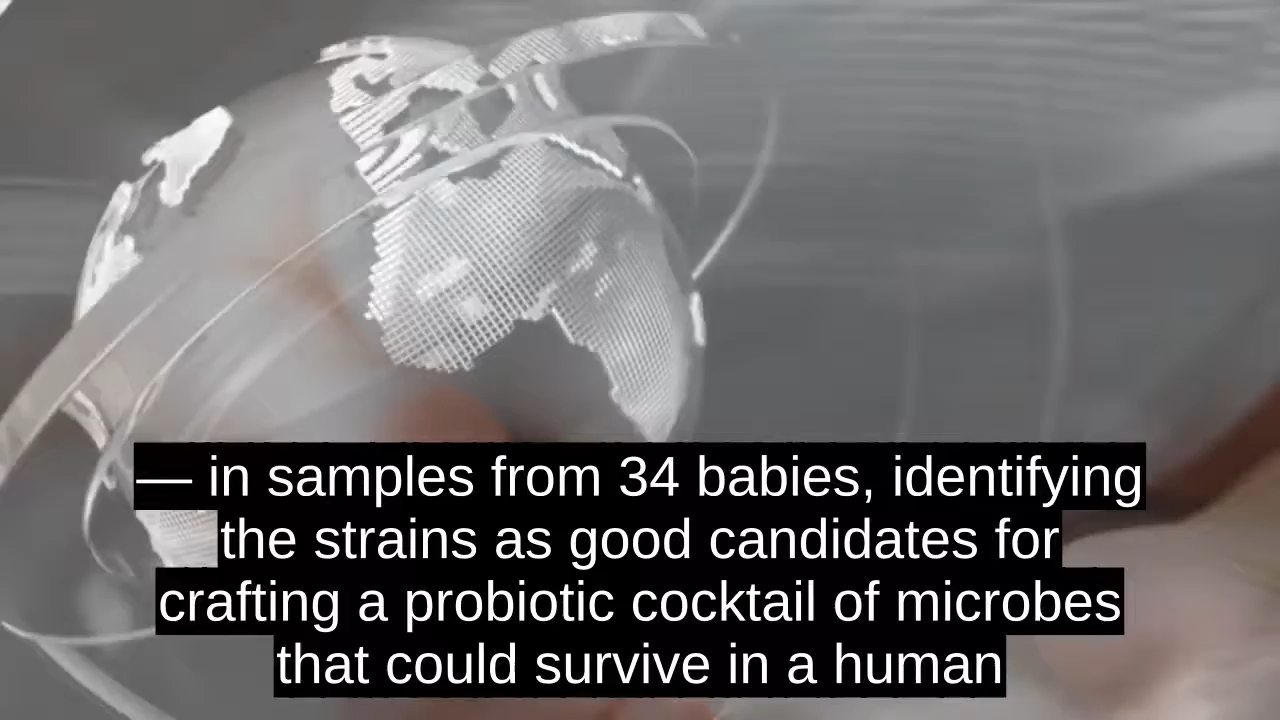 — in samples from 34 babies, identifying
the strains as good candidates for
crafting a probiotic cocktail of microbes
that could survive in a human